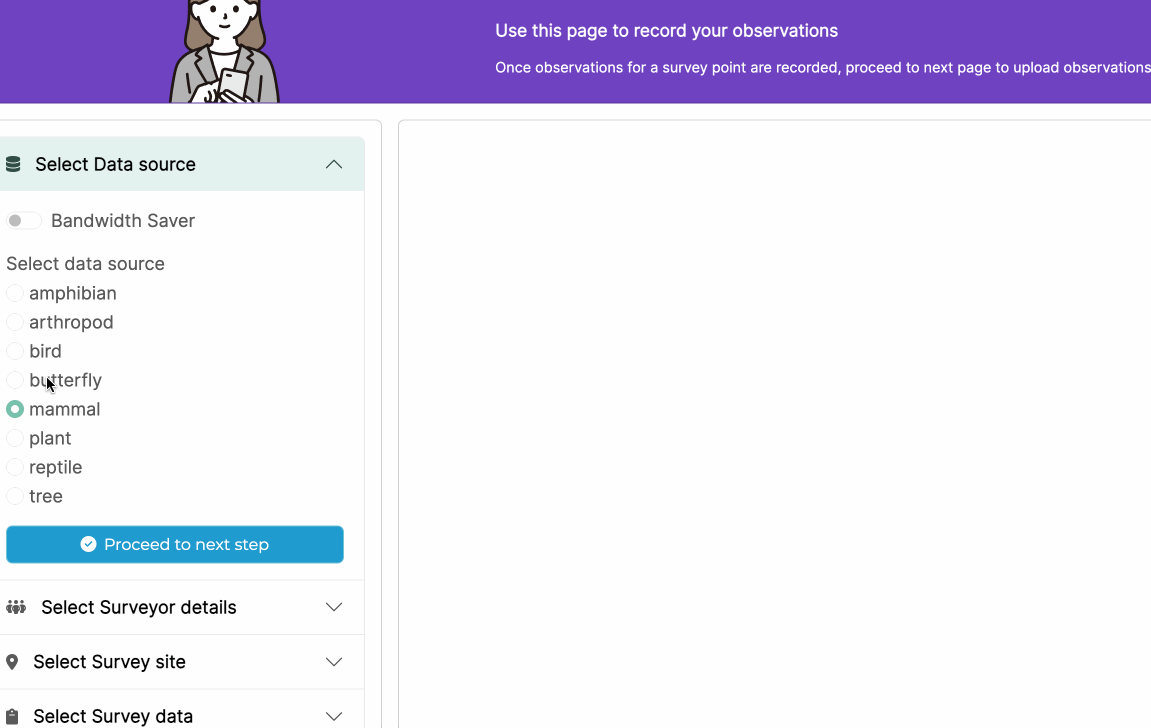 Use this page to record your observations
Once observations for a survey point are recorded, proceed to next page to upload observations
Select Data source
Bandwidth Saver
Select data source
amphibian
arthropod
bird
butterfly
mammal
plant
reptile
tree
Proceed to next step
Select Surveyor details
Select Survey site
Select Survey data